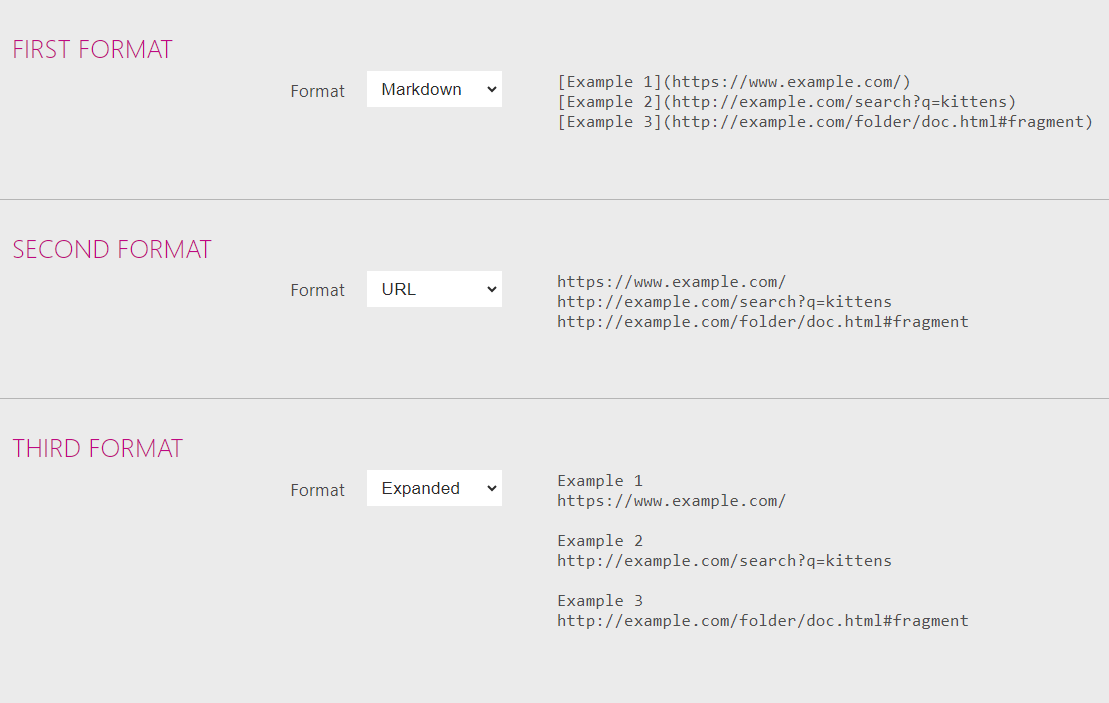 FIRST FORMAT
Format
Markdown
[Example 1](https://www.example.com/)
[Example 2](http://example.com/search?q=kittens)
[Example 3](http://example.com/folder/doc.html#fragment)
SECOND FORMAT
Format
URL
https://www.example.com/
http://example.com/search?q=kittens
http://example.com/folder/doc.html#fragment
THIRD FORMAT
Format
Expanded
Example 1
https://www.example.com/
Example 2
http://example.com/search?q=kittens
Example 3
http://example.com/folder/doc.html#fragment